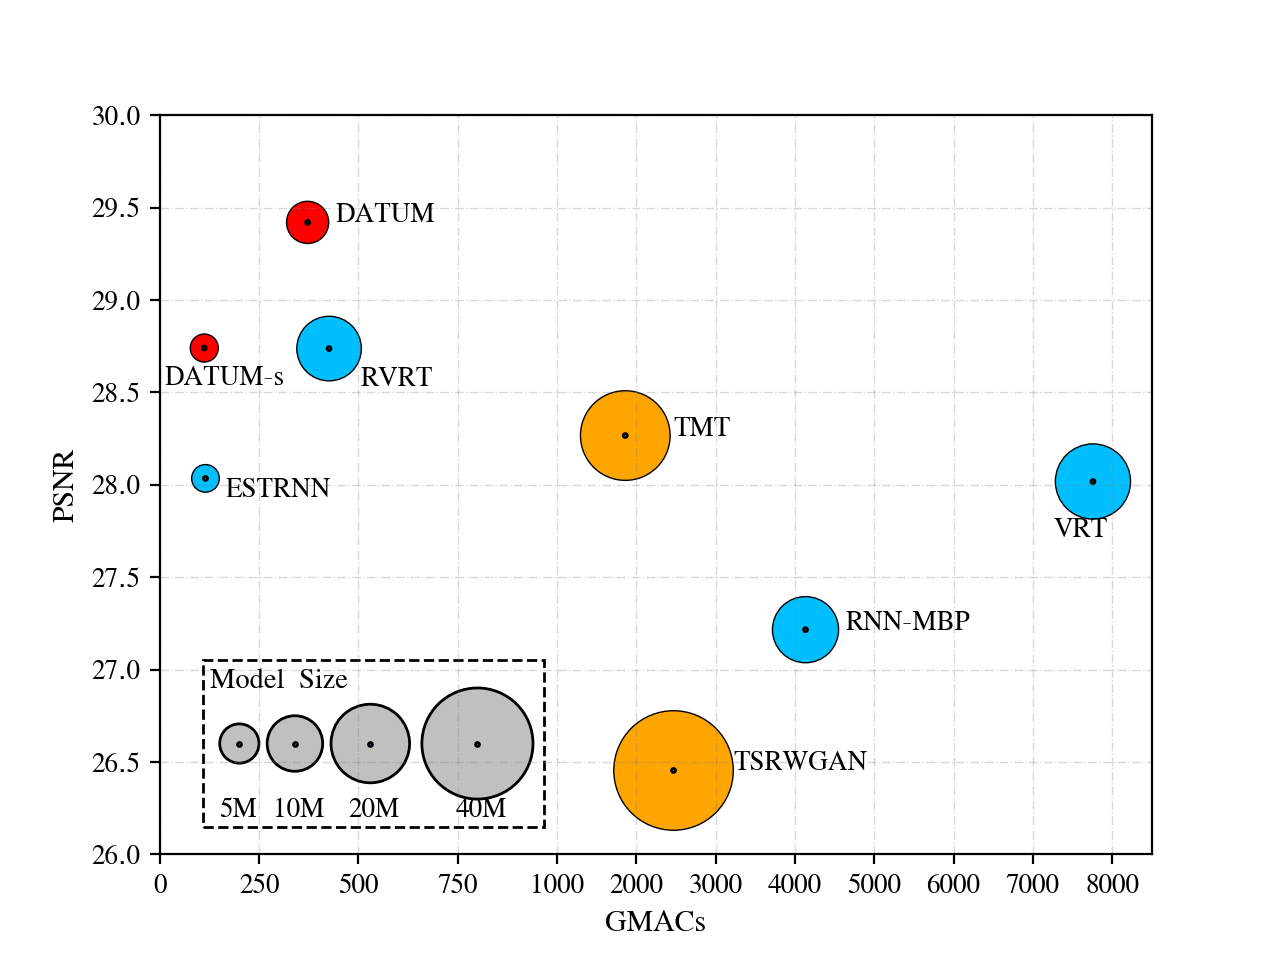 30.0
29.5
29.0
28.5
28.0
27.5
27.0
26.5
26.0
PSNR
DATUM
DATUM-s
RVRT
ESTRNN
TMT
VRT
RNN-MBP
TSRWGAN
Model Size
5M 10M 20M 40M
0 250 500 750 1000 2000 3000 4000 5000 6000 7000 8000
GMACs